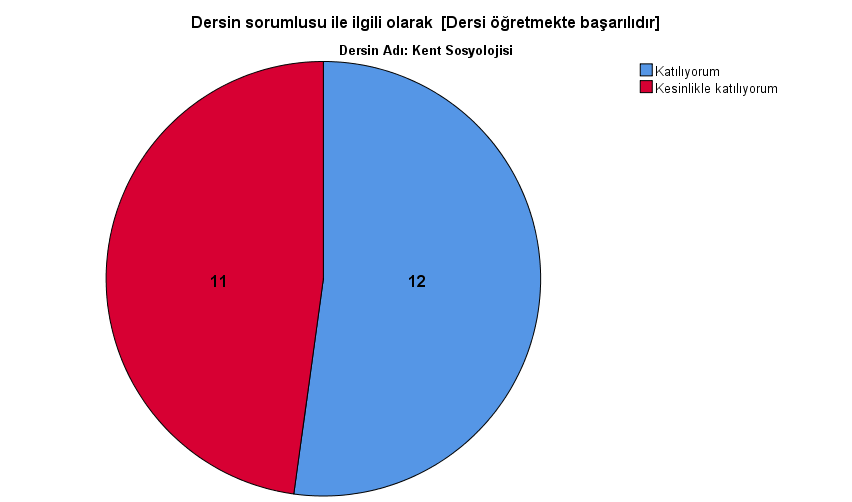 Dersin sorumlusu ile ilgili olarak  [Dersi öğretmekte başarılıdır]
Dersin Adı: Kent Sosyolojisi
Katılıyorum
Kesinlikle katılıyorum
11
12